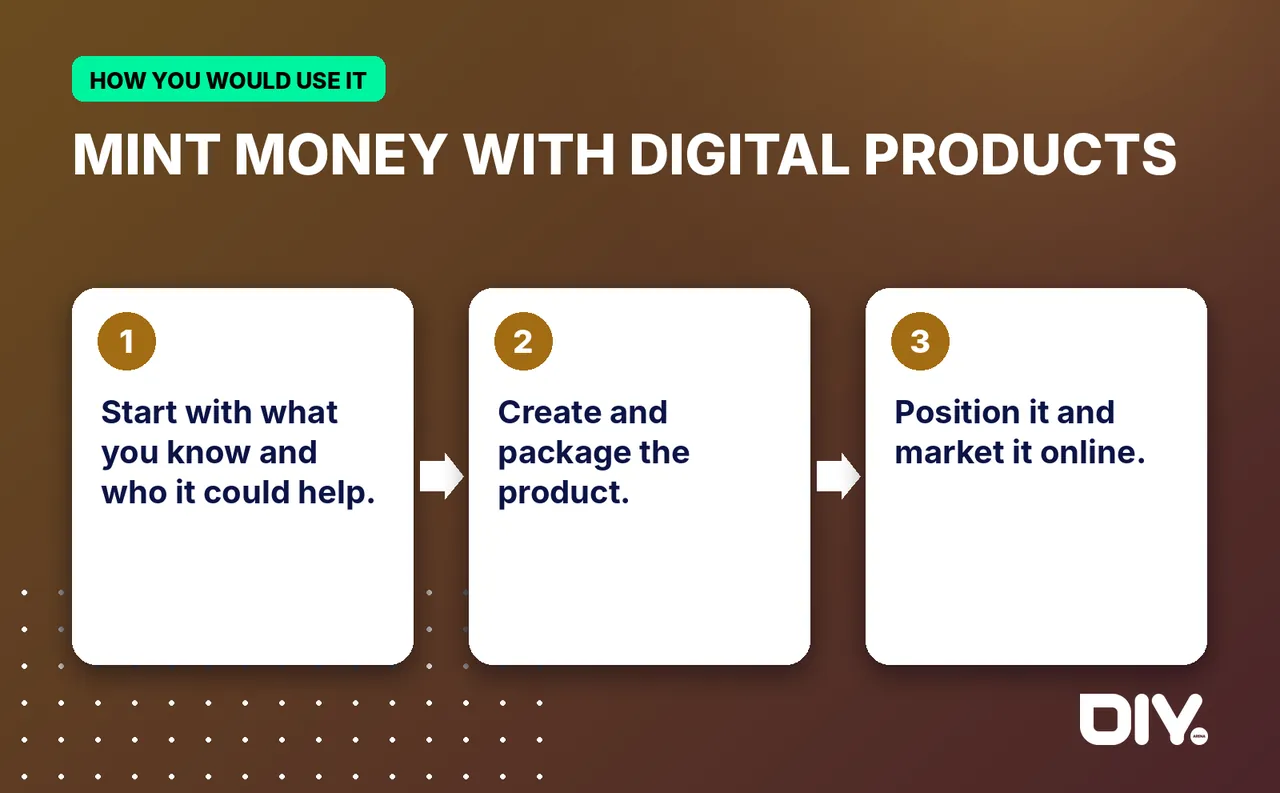 HOW YOU WOULD USE IT
MINT MONEY WITH DIGITAL PRODUCTS
1
Start with what
you know and
who it could help.
2
Create and
package the
product.
3
Position it and
market it online.
DIY.
ARENA